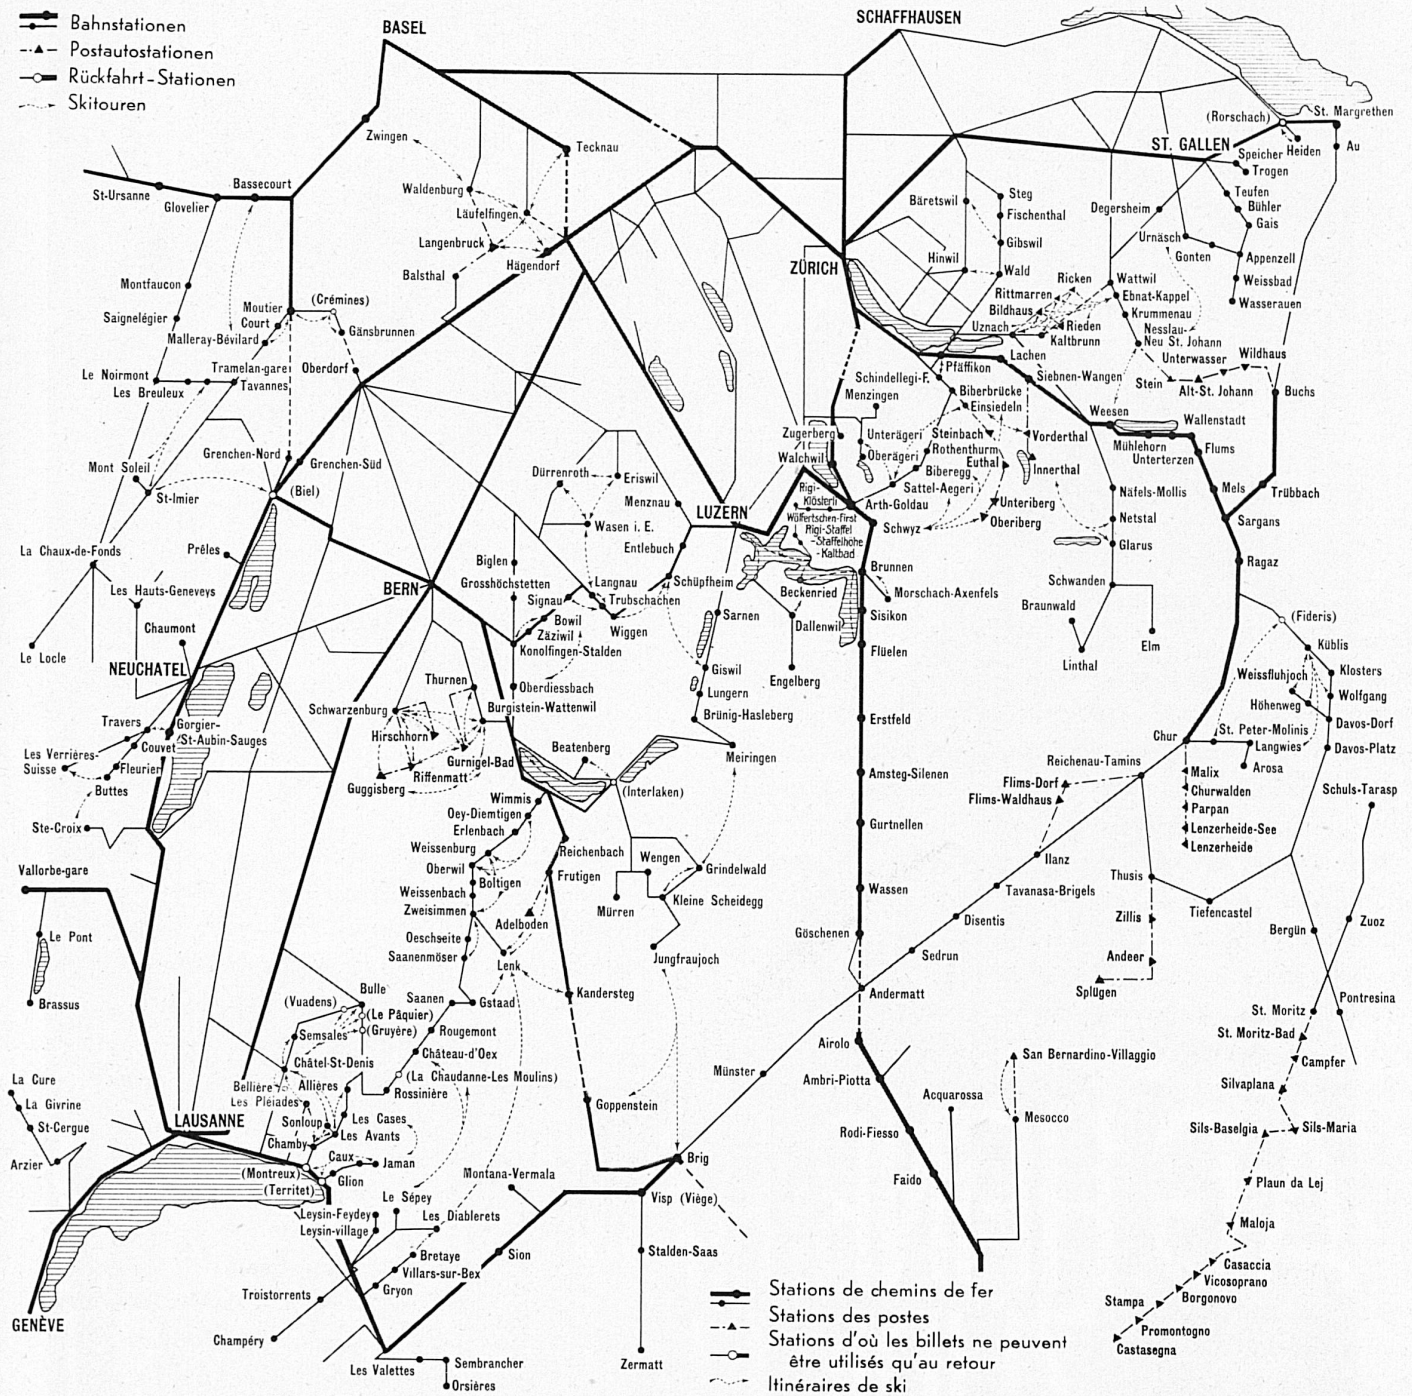 Bahnstationen
Postautostationen
Rückfahrt-Stationen
Skitouren
BASEL
SCHAFFHAUSEN
Zwingen
Tecknau
(Rorschach)
St. Margrethen
ST. GALLEN
Heiden
Au
Speicher
Trogen
St-Ursanne
Bassecourt
Glovelier
Waldenburg
Läufelfingen
Langenbruck
Hägendorf
Balsthal
Bäretswil
Steg
Fischenthal
Gibswil
Hinwil
Wald
Degersheim
Teufen
Bühler
Gais
Urnäsch
Gonten
Appenzell
Weissbad
Wasserauen
ZÜRICH
Montfaucon
Saignelégier
Moutier
(Crémines)
Court
Malleray-Bévilard
Gänsbrunnen
Oberdorf
Tramelan-gare
Tavannes
Le Noirmont
Les Breuleux
Ricken
Rittmarren
Bildhaus
Uznach
Rieden
Kaltbrunn
Wattwil
Ebnat-Kappel
Krummenau
Nesslau-
Neu St. Johann
Unterwasser
Wildhaus
Stein
Alt-St. Johann
Buchs
Lachen
Pfäffikon
Siebnen-Wangen
Schindellegi-F.
Menzingen
Biberbrücke
Einsiedeln
Weesen
Wallenstadt
Zugerberg
Walchwil
Unterägeri
Oberägeri
Steinbach
Rothenturm
Euthal
Biberegg
Sattel-Aegeri
Vorderthal
Innerthal
Mühlehorn
Unterterzen
Flums
Mels
Trübbach
Sargans
Ragaz
Grenchen-Nord
Grenchen-Süd
Mont Soleil
St-Imier
(Biel)
Dürrenroth
Eriswil
Menznau
Wasen i. E.
Entlebuch
LUZERN
Rigi-
Klösterli
Wölfertschen-First
Rigi-Staffel
-Staffelhöhe
-Kaltbad
Arth-Goldau
Schwyz
Unteriberg
Oberiberg
Näfels-Mollis
Netstal
Glarus
Schwanden
Braunwald
Linthal
Elm
La Chaux-de-Fonds
Prêles
Les Hauts-Geneveys
Chaumont
Le Locle
NEUCHATEL
BERN
Biglen
Grosshöchstetten
Signau
Langnau
Trubschachen
Schüpfheim
Bowil
Zäziwil
Wiggen
Konolfingen-Stalden
Oberdiessbach
Sarnen
Giswil
Lungern
Brünig-Hasleberg
Meiringen
Beckenried
Dallenwil
Engelberg
Brunnen
Morschach-Axenfels
Sisikon
Flüelen
Erstfeld
Amsteg-Silenen
Gurtnellen
Wassen
Göschenen
Andermatt
(Fideris)
Küblis
Klosters
Weissfluhjoch
Wolfgang
Höhenweg
Davos-Dorf
Davos-Platz
St. Peter-Molinis
Langwies
Arosa
Chur
Malix
Churwalden
Parpan
Lenzerheide-See
Lenzerheide
Reichenau-Tamins
Flims-Dorf
Flims-Waldhaus
Ilanz
Tavanasa-Brigels
Disentis
Sedrun
Thusis
Zillis
Andeer
Splügen
Tiefencastel
Schuls-Tarasp
Zuoz
Bergün
Pontresina
St. Moritz
St. Moritz-Bad
Campfer
Silvaplana
Sils-Baselgia
Sils-Maria
Plaun da Lej
Maloja
Casaccia
Vicosoprano
Borgonovo
Stampa
Promontogno
Castasegna
Travers
Gorgier-
St-Aubin-Sauges
Couvet
Les Verrières-
Suisse
Fleurier
Buttes
Ste-Croix
Vallorbe-gare
Le Pont
Brassus
Thurnen
Schwarzenburg
Burgistein-Wattenwil
Hirschhorn
Gurnigel-Bad
Riffenmatt
Guggisberg
Beatenberg
(Interlaken)
Wimmis
Oey-Diemtigen
Erlenbach
Weissenburg
Oberwil
Boltigen
Weissenbach
Zweisimmen
Oeschseite
Saanenmöser
Saanen
Gstaad
Reichenbach
Frutigen
Adelboden
Lenk
Kandersteg
Goppenstein
Wengen
Grindelwald
Mürren
Kleine Scheidegg
Jungfraujoch
Bulle
(Vuadens)
(Le Pâquier)
(Gruyère)
Semsales
Châtel-St-Denis
Rougemont
Château-d'Oex
(La Chaudanne-Les Moulins)
Rossinière
Bellière
Allières
Les Pléiades
Sonloup
Les Cases
Les Avants
Chamby
Caux
Jaman
(Montreux)
Glion
(Territet)
La Cure
La Givrine
St-Cergue
Arzier
LAUSANNE
GENÈVE
Le Sépey
Leysin-Feydey
Leysin-village
Les Diablerets
Bretaye
Villars-sur-Bex
Gryon
Troistorrents
Champéry
Les Valettes
Sembrancher
Orsières
Montana-Vermala
Sion
Visp (Viège)
Brig
Stalden-Saas
Zermatt
Münster
Airolo
Ambri-Piotta
Rodi-Fiesso
Faido
Acquarossa
San Bernardino-Villaggio
Mesocco
Stations de chemins de fer
Stations des postes
Stations d'où les billets ne peuvent
être utilisés qu'au retour
Itinéraires de ski